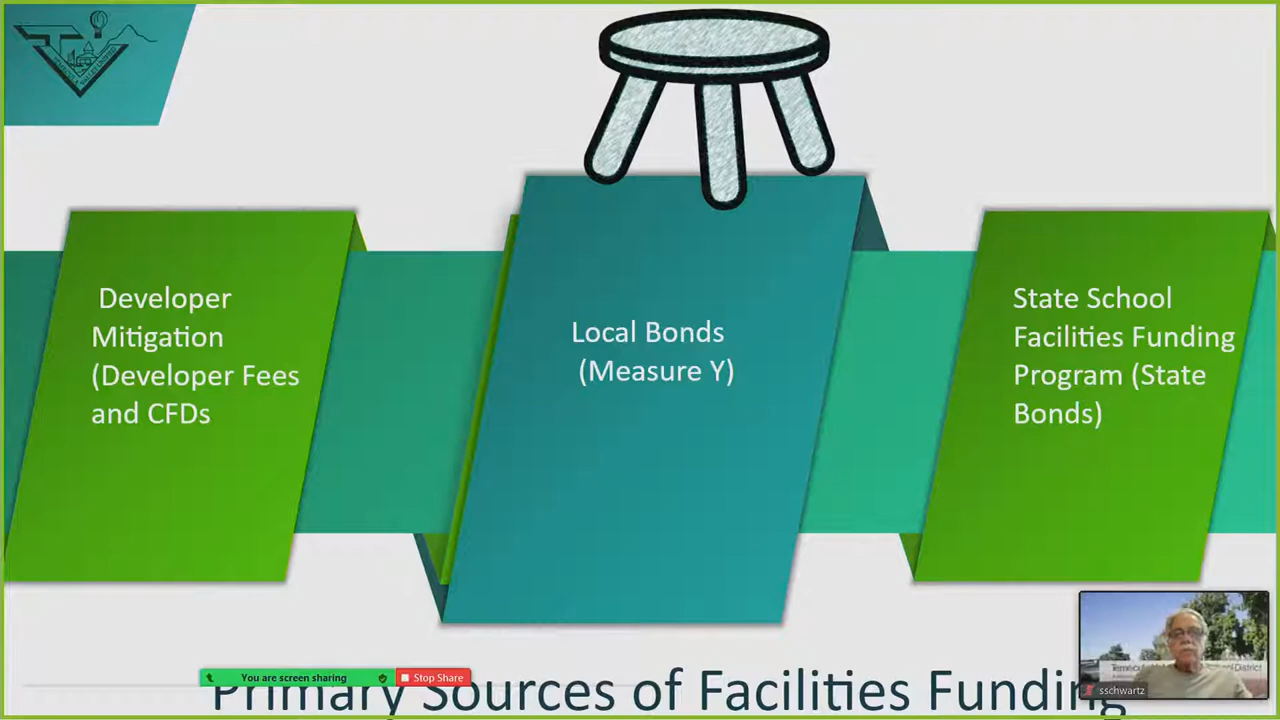 Developer
Mitigation
(Developer Fees
and CFDs
Local Bonds
(Measure Y)
State School
Facilities Funding
Program (State
Bonds)
You are screen sharing
Stop Share
Primary Sources of Facilities Funding
District
sschwartz